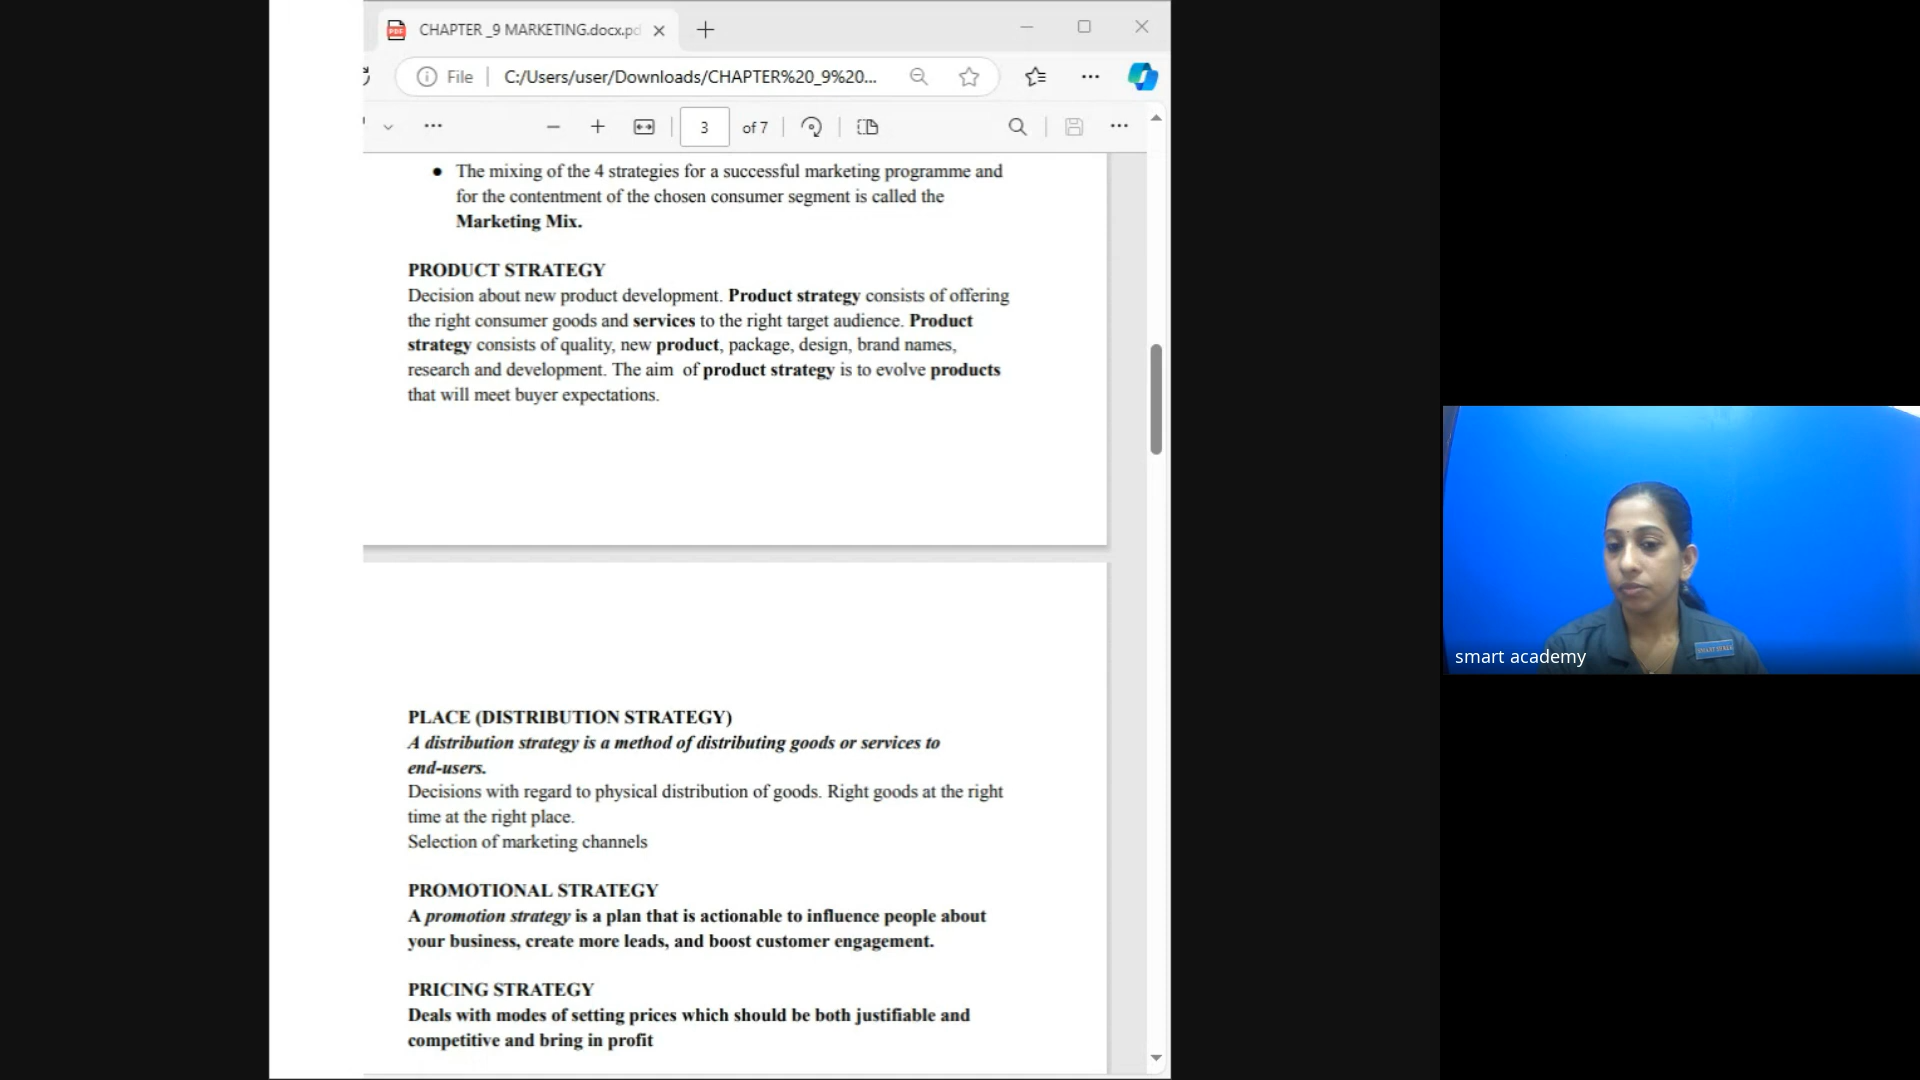 CHAPTER _9 MARKETING.docx.pd
File
C:/Users/user/Downloads/CHAPTER%20_9%20...
3 of 7
● The mixing of the 4 strategies for a successful marketing programme and
for the contentment of the chosen consumer segment is called the
Marketing Mix.
PRODUCT STRATEGY
Decision about new product development. Product strategy consists of offering
the right consumer goods and services to the right target audience. Product
strategy consists of quality, new product, package, design, brand names,
research and development. The aim of product strategy is to evolve products
that will meet buyer expectations.
PLACE (DISTRIBUTION STRATEGY)
A distribution strategy is a method of distributing goods or services to
end-users.
Decisions with regard to physical distribution of goods. Right goods at the right
time at the right place.
Selection of marketing channels
PROMOTIONAL STRATEGY
A promotion strategy is a plan that is actionable to influence people about
your business, create more leads, and boost customer engagement.
PRICING STRATEGY
Deals with modes of setting prices which should be both justifiable and
competitive and bring in profit
smart academy